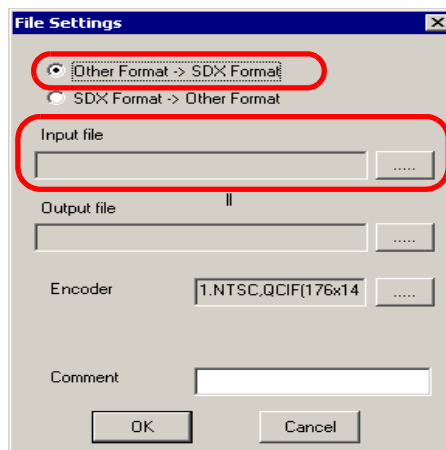 File Settings
Other Format -> SDX Format
SDX Format -> Other Format
Input file
.....
Output file
.....
Encoder
1.NTSC,QCIF(176x14
.....
Comment
OK
Cancel